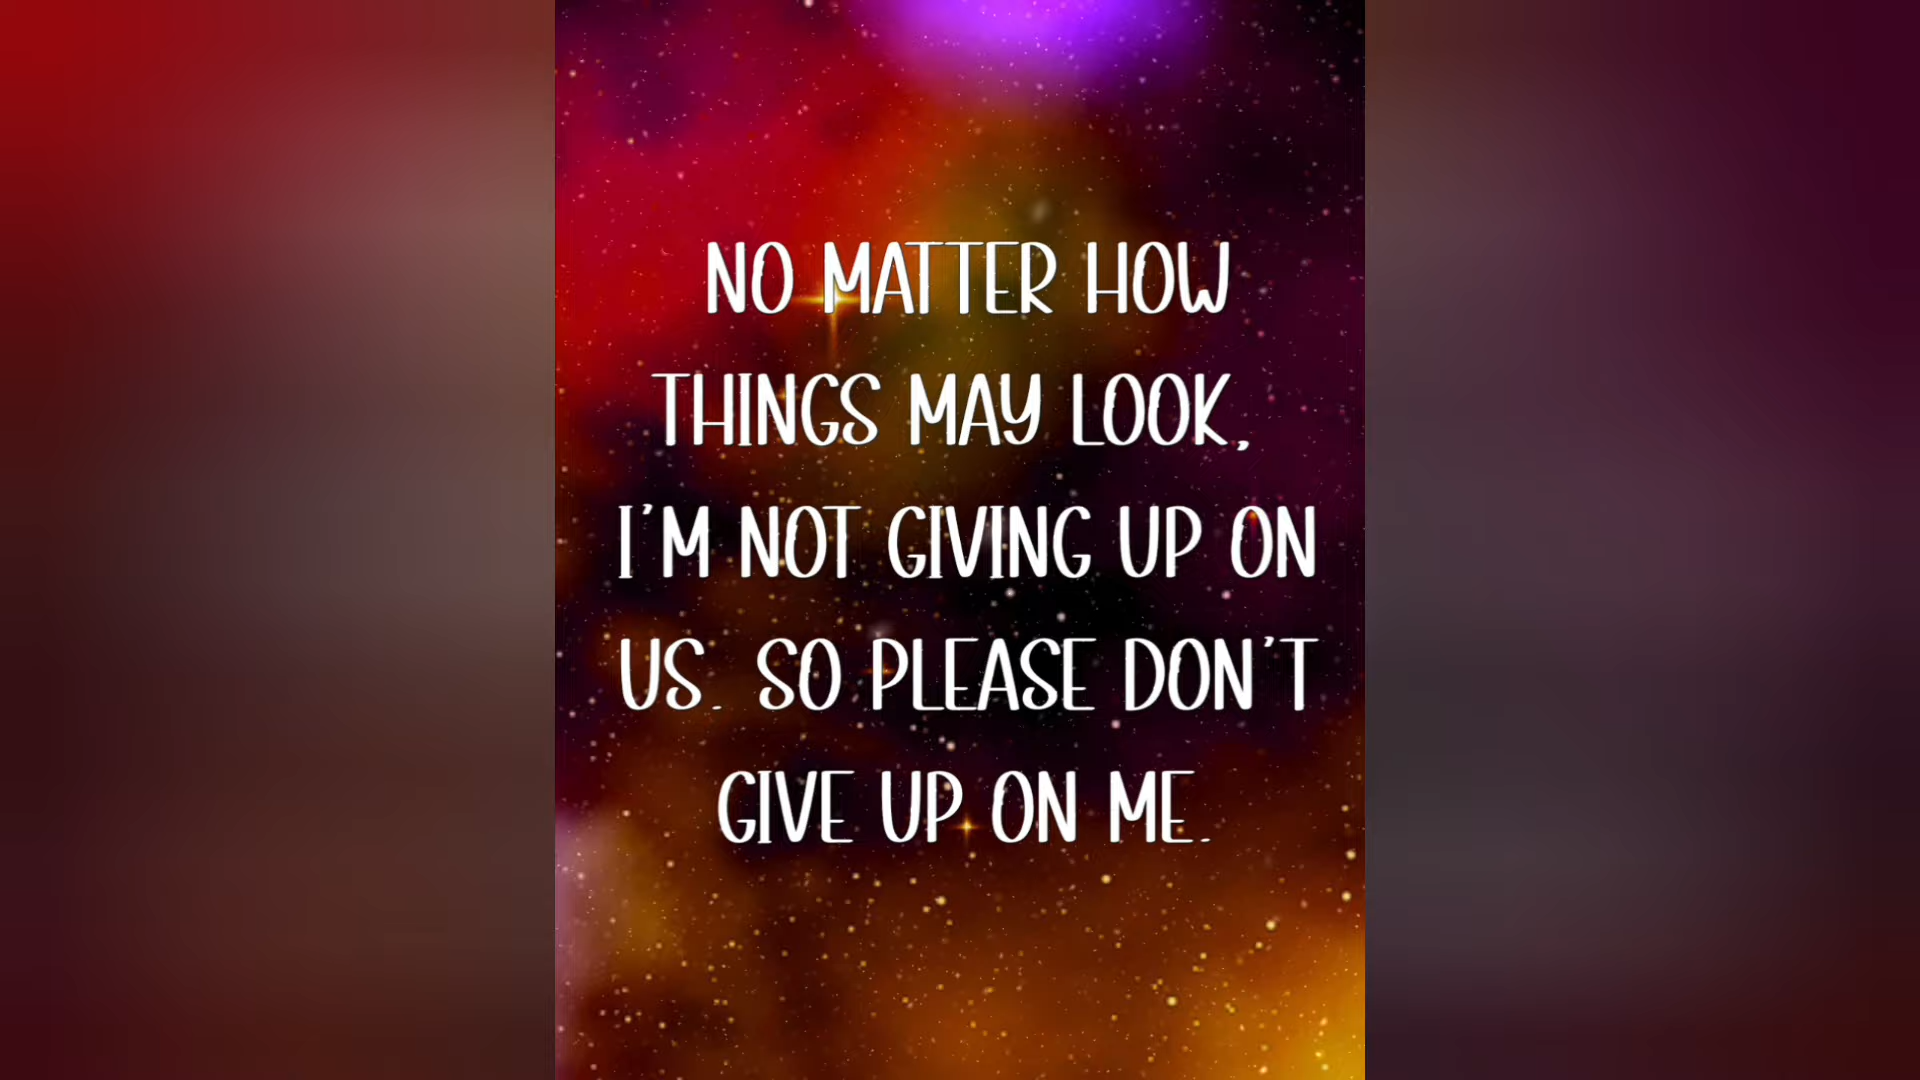 NO MATTER HOW
THINGS MAY LOOK,
I'M NOT GIVING UP ON
US. SO PLEASE DON'T
GIVE UP ON ME.